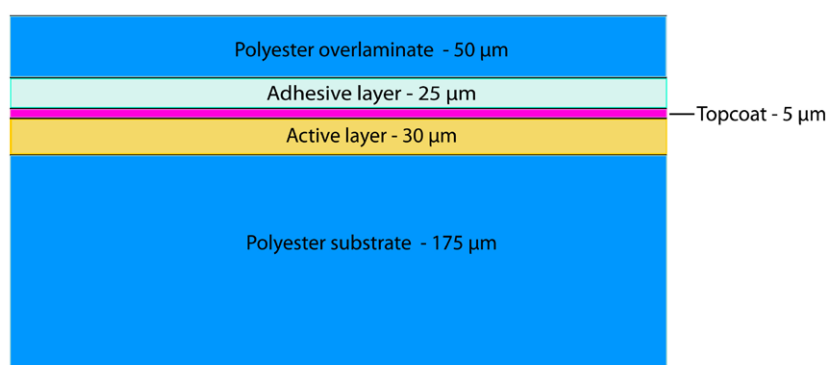 Polyester overlaminate - 50 µm
Adhesive layer - 25 µm
Topcoat - 5 µm
Active layer - 30 µm
Polyester substrate - 175 µm